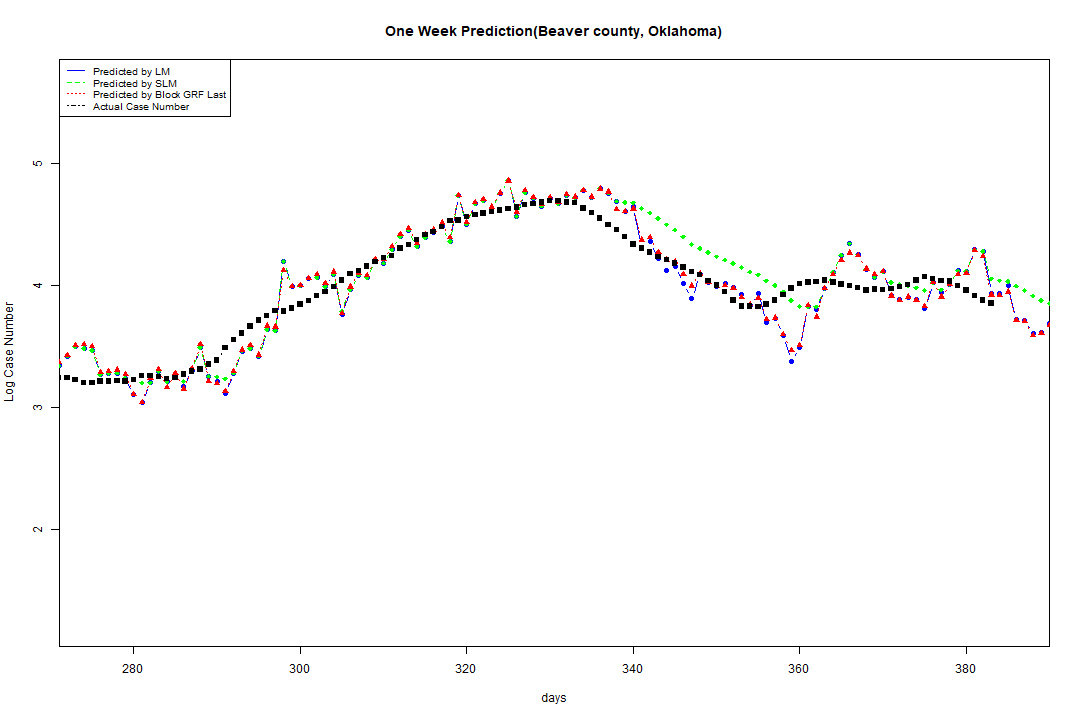 One Week Prediction(Beaver county, Oklahoma)
Predicted by LM
Predicted by SLM
Predicted by Block GRF Last
Actual Case Number
5
4
3
2
Log Case Number
280 300 320 340 360 380
days